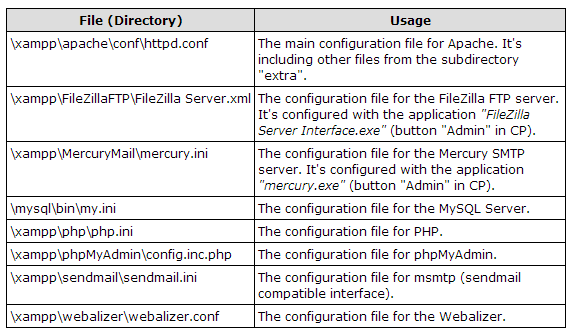 File (Directory) Usage
\xampp\apache\conf\httpd.conf The main configuration file for Apache. It's
including other files from the subdirectory
"extra".
\xampp\FileZillaFTP\FileZilla Server.xml The configuration file for the FileZilla FTP server.
It's configured with the application "FileZilla
Server Interface.exe" (button "Admin" in CP).
\xampp\MercuryMail\mercury.ini The configuration file for the Mercury SMTP
server. It's configured with the application
"mercury.exe" (button "Admin" in CP).
\mysql\bin\my.ini The configuration file for the MySQL Server.
\xampp\php\php.ini The configuration file for PHP.
\xampp\phpMyAdmin\config.inc.php The configuration file for phpMyAdmin.
\xampp\sendmail\sendmail.ini The configuration file for msmtp (sendmail
compatible interface).
\xampp\webalizer\webalizer.conf The configuration file for the Webalizer.